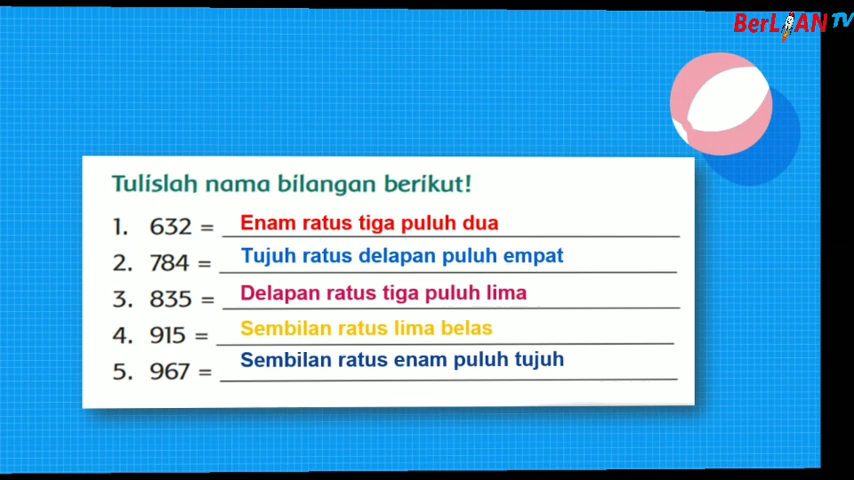 BerLIAN TV
Tulislah nama bilangan berikut!
1. 632 = Enam ratus tiga puluh dua
2. 784 = Tujuh ratus delapan puluh empat
3. 835 = Delapan ratus tiga puluh lima
4. 915 = Sembilan ratus lima belas
5. 967 = Sembilan ratus enam puluh tujuh